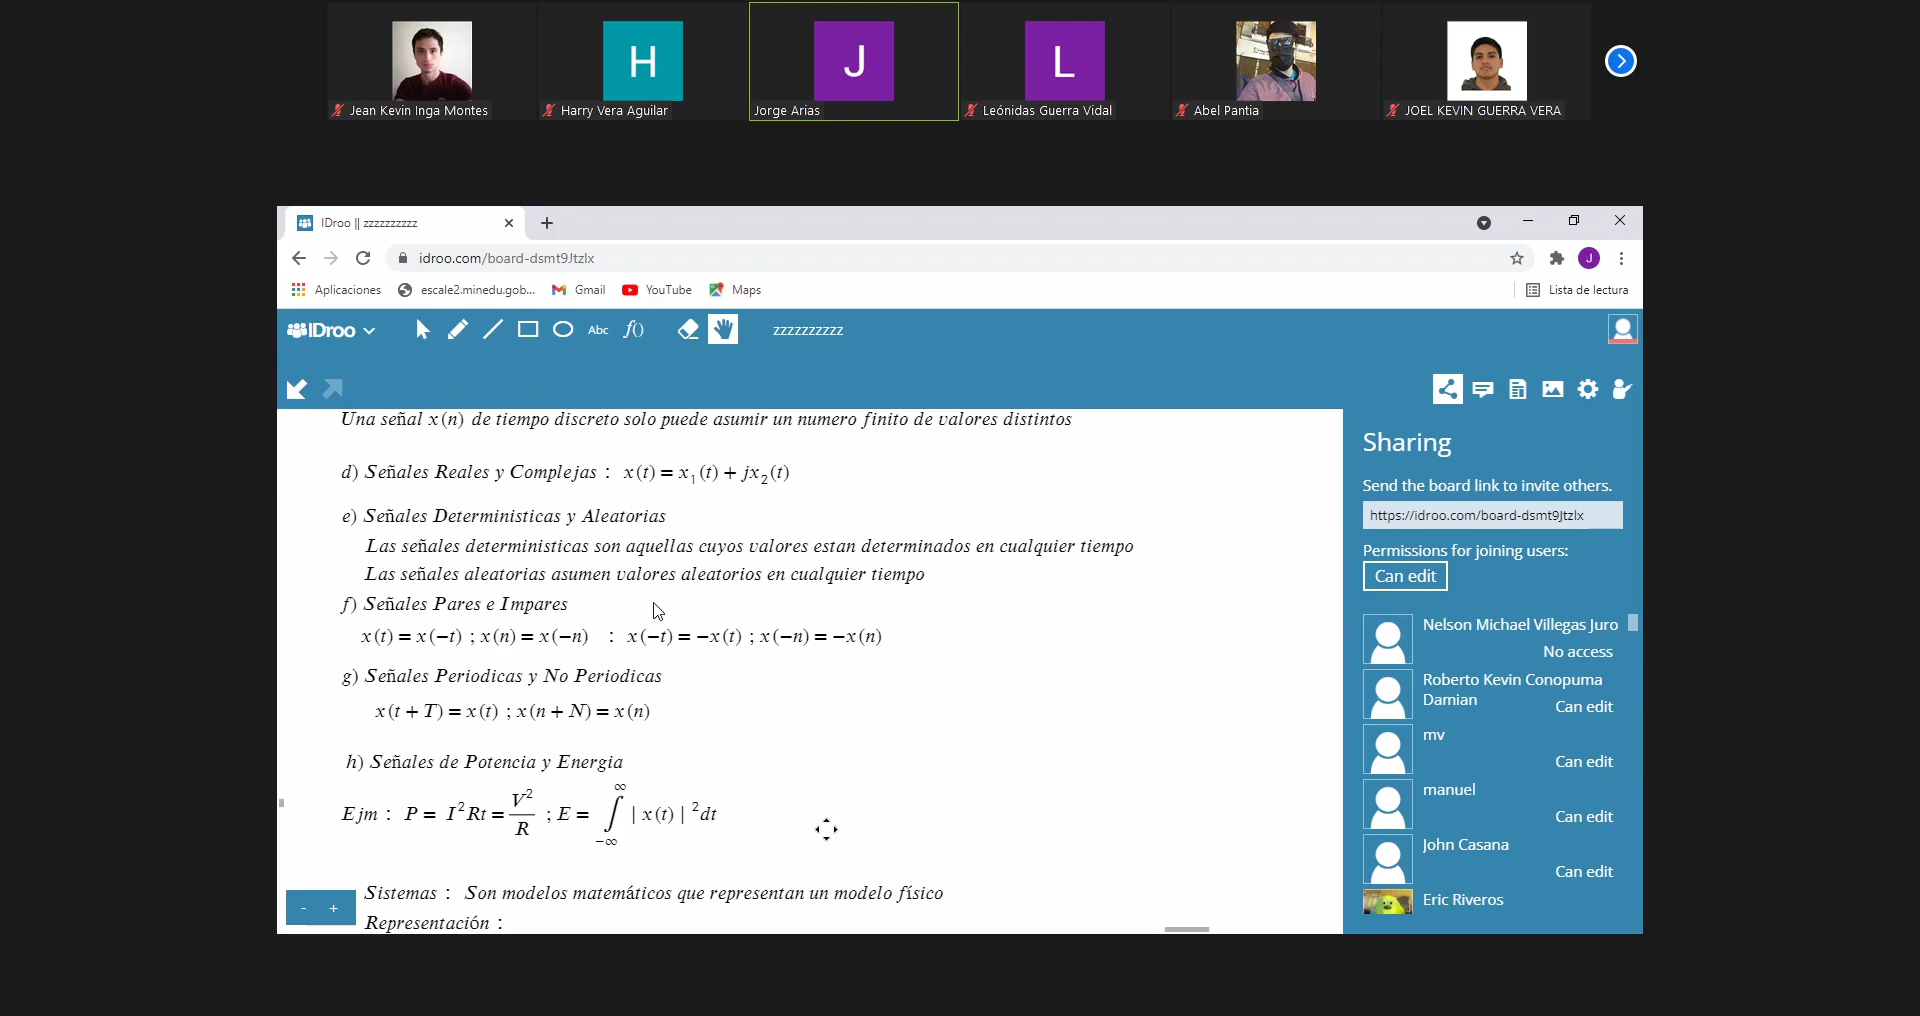 H
J
L
Jean Kevin Inga Montes
Harry Vera Aguilar
Jorge Arias
Leónidas Guerra Vidal
Abel Pantia
JOEL KEVIN GUERRA VERA
IDroo || zzzzzzzzzz
idroo.com/board-dsmt9Jtzlx
J
Aplicaciones
escale2.minedu.gob...
Gmail
YouTube
Maps
Lista de lectura
IDroo
Abc
f()
zzzzzzzzzz
Una señal x(n) de tiempo discreto solo puede asumir un numero finito de valores distintos
d) Señales Reales y Complejas : x(t) = x₁(t) + jx₂(t)
e) Señales Deterministicas y Aleatorias
Las señales deterministicas son aquellas cuyos valores estan determinados en cualquier tiempo
Las señales aleatorias asumen valores aleatorios en cualquier tiempo
f) Señales Pares e Impares
x(t) = x(−t) ; x(n) = x(−n) : x(−t) = −x(t) ; x(−n) = −x(n)
g) Señales Periodicas y No Periodicas
x(t + T) = x(t) ; x(n + N) = x(n)
h) Señales de Potencia y Energia
Ejm : P = I²Rt = V²/R ; E = ∫_{−∞}^{∞} | x(t) | ²dt
Sistemas : Son modelos matemáticos que representan un modelo físico
Representación :
- +
Sharing
Send the board link to invite others.
https://idroo.com/board-dsmt9Jtzlx
Permissions for joining users:
Can edit
Nelson Michael Villegas Juro
No access
Roberto Kevin Conopuma
Damian
Can edit
mv
Can edit
manuel
Can edit
John Casana
Can edit
Eric Riveros